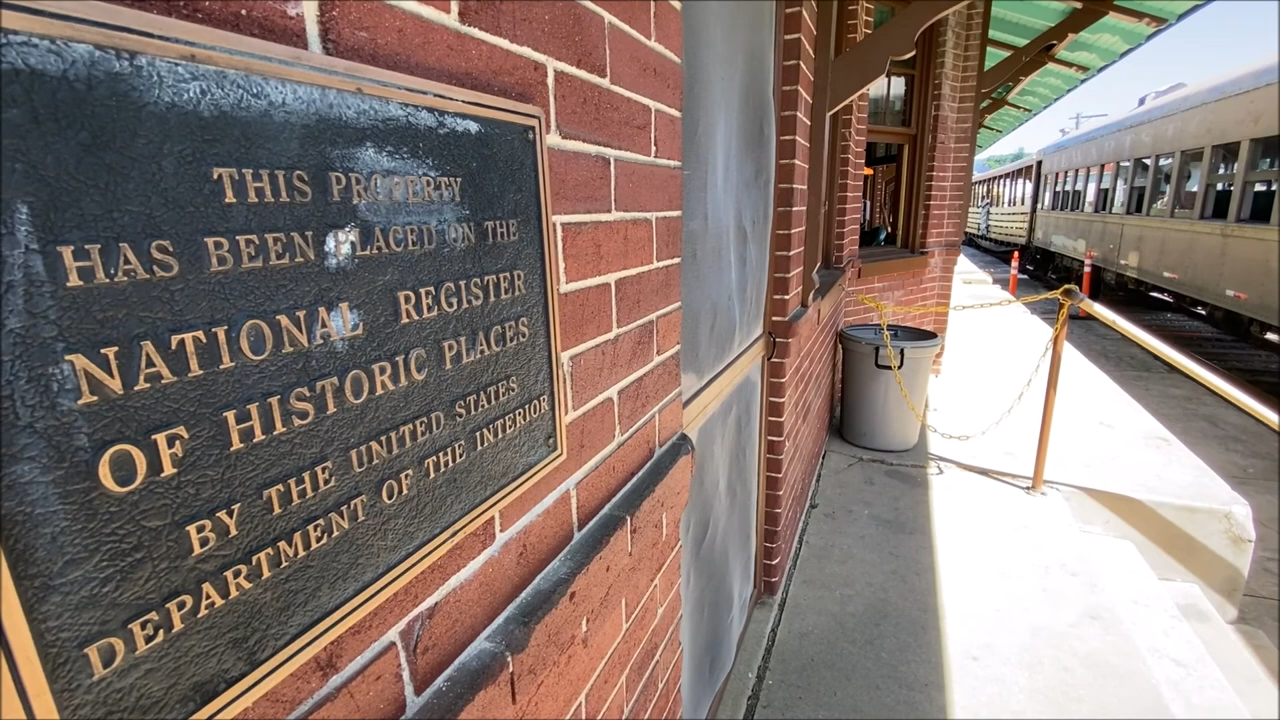 THIS PROPERTY
HAS BEEN PLACED ON THE
NATIONAL REGISTER
OF HISTORIC PLACES
BY THE UNITED STATES
DEPARTMENT OF THE INTERIOR